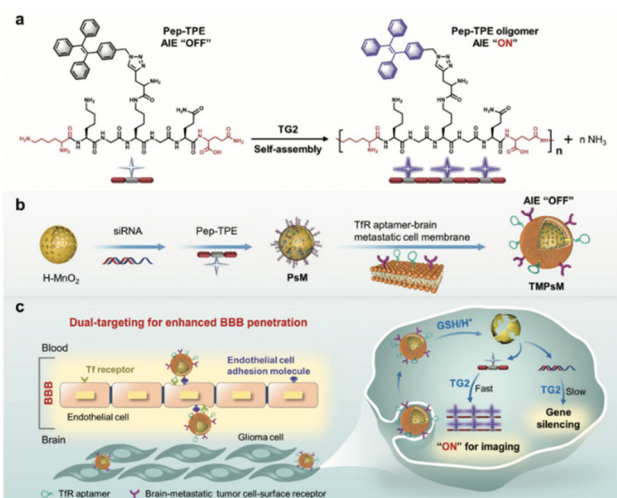 a
Pep-TPE
AIE “OFF”
Pep-TPE oligomer
AIE “ON”
TG2
Self-assembly
n
+ n NH3
b
siRNA
Pep-TPE
TfR aptamer-brain
metastatic cell membrane
AIE “OFF”
H-MnO2
PsM
TMPsM
c
Dual-targeting for enhanced BBB penetration
Blood
Tf receptor
Endothelial cell
adhesion molecule
BBB
Endothelial cell
Brain
Glioma cell
TfR aptamer
Brain-metastatic tumor cell-surface receptor
GSH/H+
TG2
Fast
TG2
Slow
Gene
silencing
“ON” for imaging